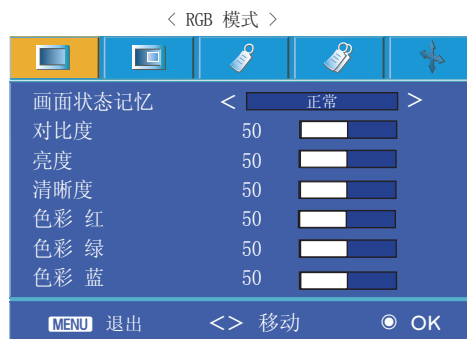 < RGB 模式 >
画面状态记忆 < 正常 >
对比度 50
亮度 50
清晰度 50
色彩 红 50
色彩 绿 50
色彩 蓝 50
MENU 退出 <> 移动 ◉ OK